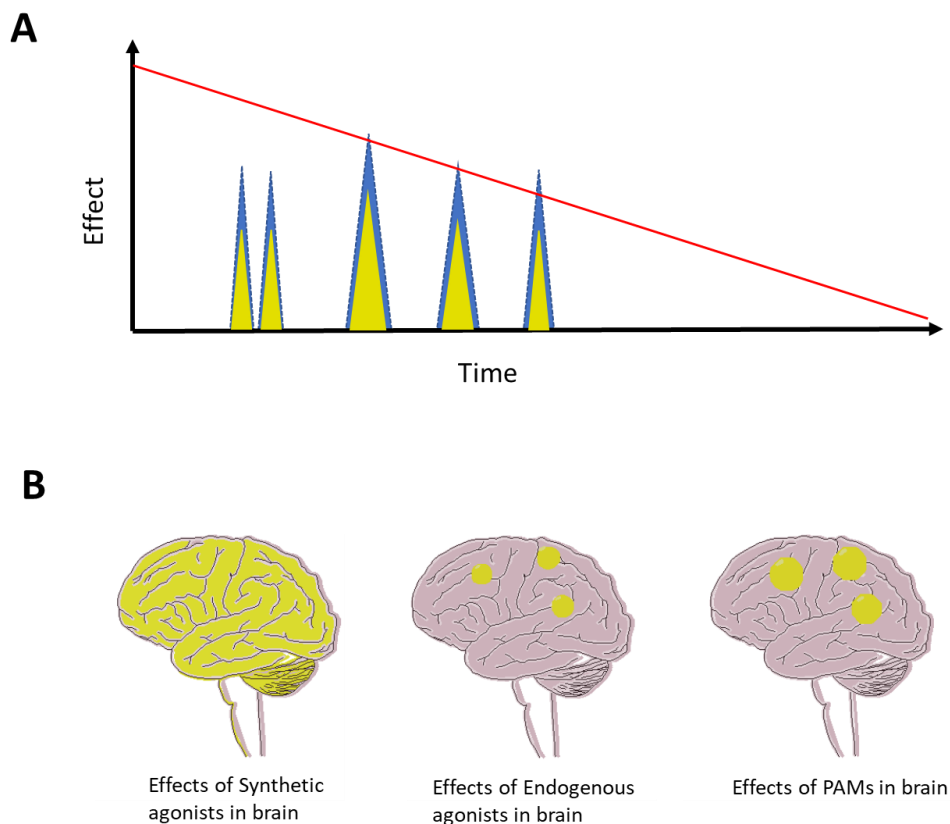 A
Effect
Time
B
Effects of Synthetic
agonists in brain
Effects of Endogenous
agonists in brain
Effects of PAMs in brain